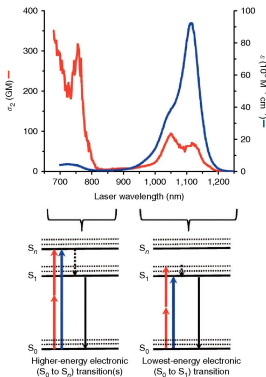 400
300
200
100
0
σ2 (GM)
100
80
60
40
20
0
ε (10³ M⁻¹ cm⁻¹)
700 800 900 1,000 1,100 1,200
Laser wavelength (nm)
Sn
S1
S0
Higher-energy electronic
(S0 to Sn) transition(s)
Sn
S1
S0
Lowest-energy electronic
(S0 to S1) transition